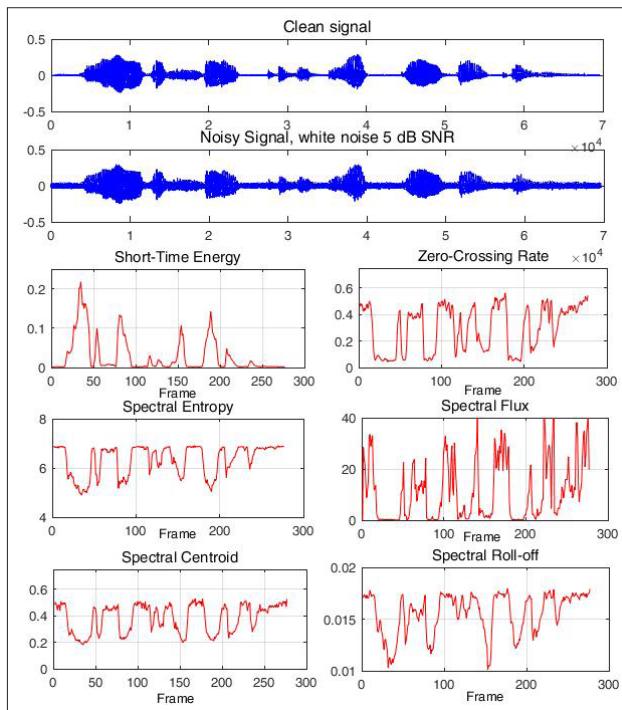 Clean signal
0.5
0
-0.5
0 1 2 3 4 5 6 7
×10⁴
Noisy Signal, white noise 5 dB SNR
0.5
0
-0.5
0 1 2 3 4 5 6 7
×10⁴
Short-Time Energy
0.2
0.1
0
0 50 100 150 200 250 300
Frame
Zero-Crossing Rate
0.6
0.4
0.2
0
0 100 200 300
Frame
Spectral Entropy
8
6
4
0 50 100 150 200 250 300
Frame
Spectral Flux
40
20
0
0 100 200 300
Frame
Spectral Centroid
0.6
0.4
0.2
0
0 50 100 150 200 250 300
Frame
Spectral Roll-off
0.02
0.015
0.01
0 100 200 300
Frame